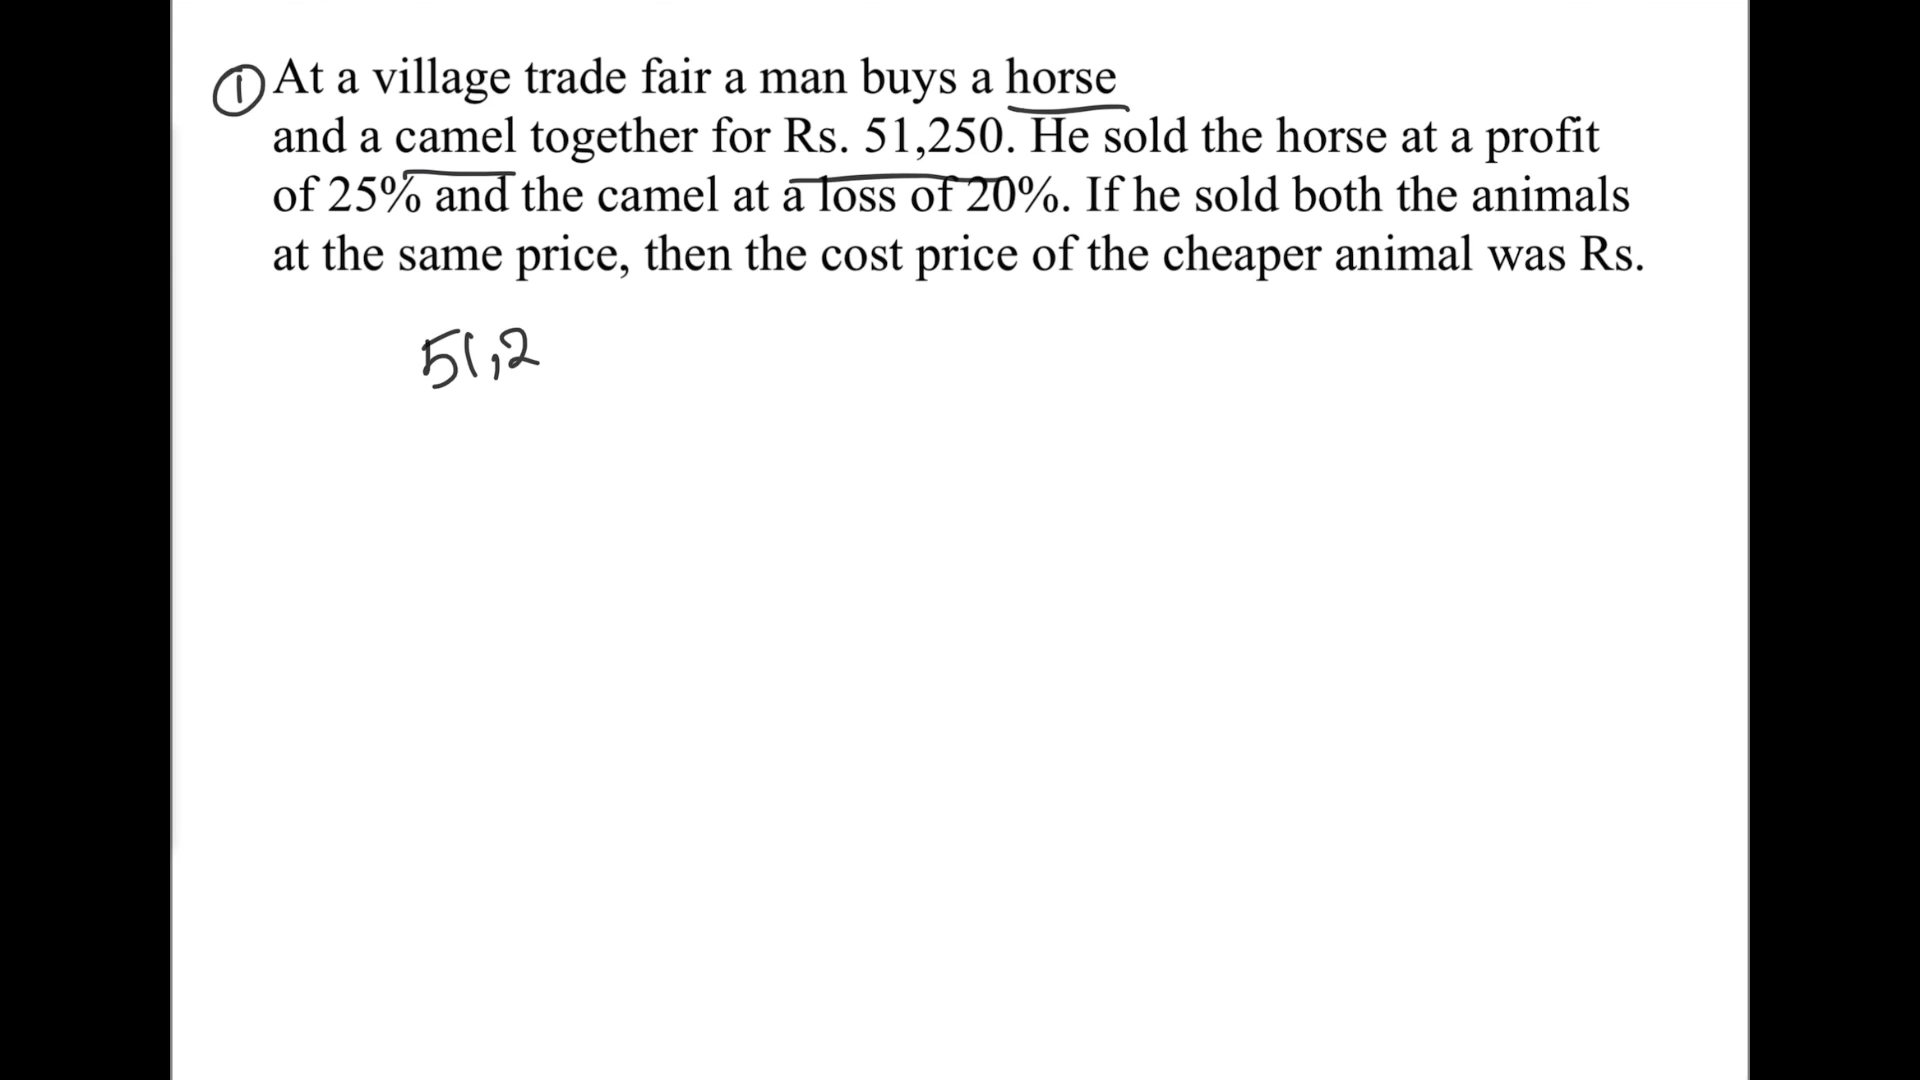 ① At a village trade fair a man buys a horse
and a camel together for Rs. 51,250. He sold the horse at a profit
of 25% and the camel at a loss of 20%. If he sold both the animals
at the same price, then the cost price of the cheaper animal was Rs.
51,2